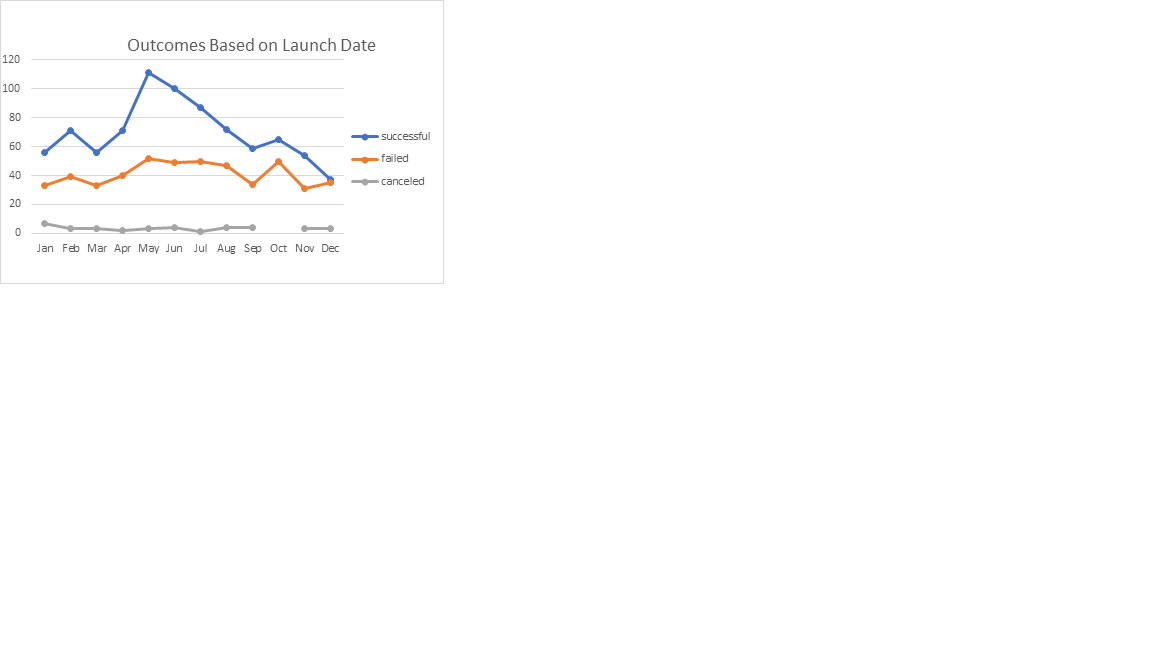 Outcomes Based on Launch Date
120
100
80
60
40
20
0
Jan Feb Mar Apr May Jun Jul Aug Sep Oct Nov Dec
successful
failed
canceled